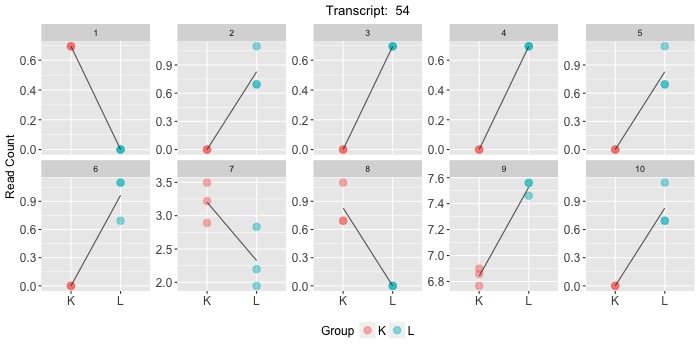 Transcript: 54
1 2 3 4 5
0.6 0.4 0.2 0.0
0.9 0.6 0.3 0.0
0.6 0.4 0.2 0.0
0.6 0.4 0.2 0.0
0.9 0.6 0.3 0.0
Read Count
6 7 8 9 10
0.9 0.6 0.3 0.0
3.5 3.0 2.5 2.0
0.9 0.6 0.3 0.0
7.6 7.4 7.2 7.0 6.8
0.9 0.6 0.3 0.0
K L K L K L K L K L
Group K L